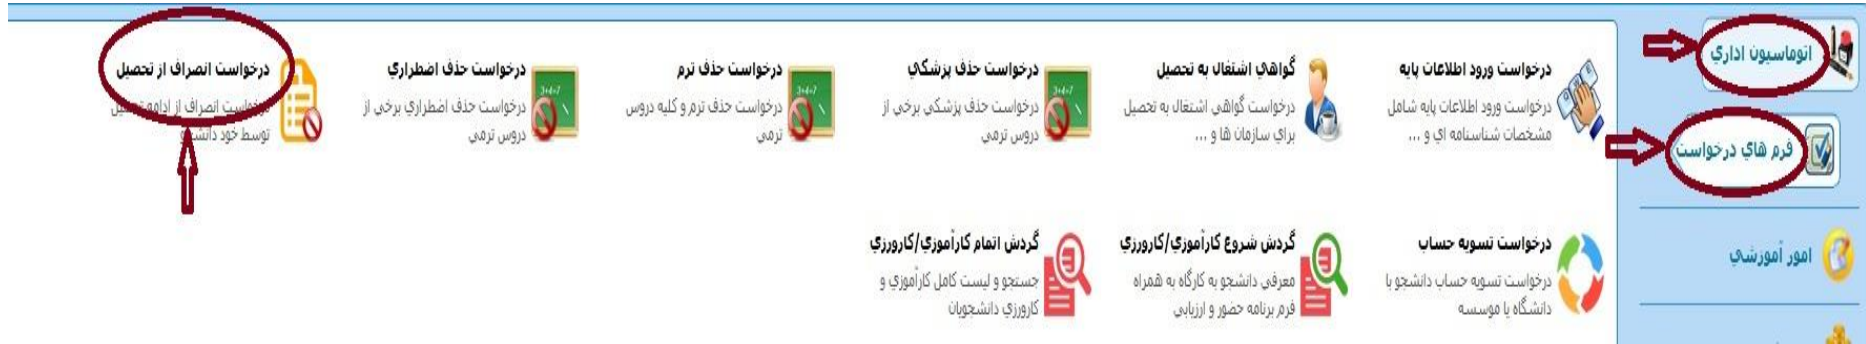 اتوماسيون اداري
فرم هاي درخواست
امور آموزشي
درخواست ورود اطلاعات پايه
درخواست ورود اطلاعات پايه شامل
مشخصات شناسنامه اي و ...
گواهي اشتغال به تحصيل
درخواست گواهي اشتغال به تحصيل
براي سازمان ها و ...
درخواست حذف پزشكي
درخواست حذف پزشكي برخي از
دروس ترمي
درخواست حذف ترم
درخواست حذف ترم و كليه دروس
ترمي
درخواست حذف اضطراري
درخواست حذف اضطراري برخي از
دروس ترمي
درخواست انصراف از تحصيل
درخواست انصراف از ادامه تحصيل
توسط خود دانشجو
درخواست تسويه حساب
درخواست تسويه حساب دانشجو با
دانشگاه يا موسسه
گردش شروع كارآموزي/كارورزي
معرفي دانشجو به كارگاه به همراه
فرم برنامه حضور و ارزيابي
گردش اتمام كارآموزي/كارورزي
جستجو و ليست كامل كارآموزي و
كارورزي دانشجويان